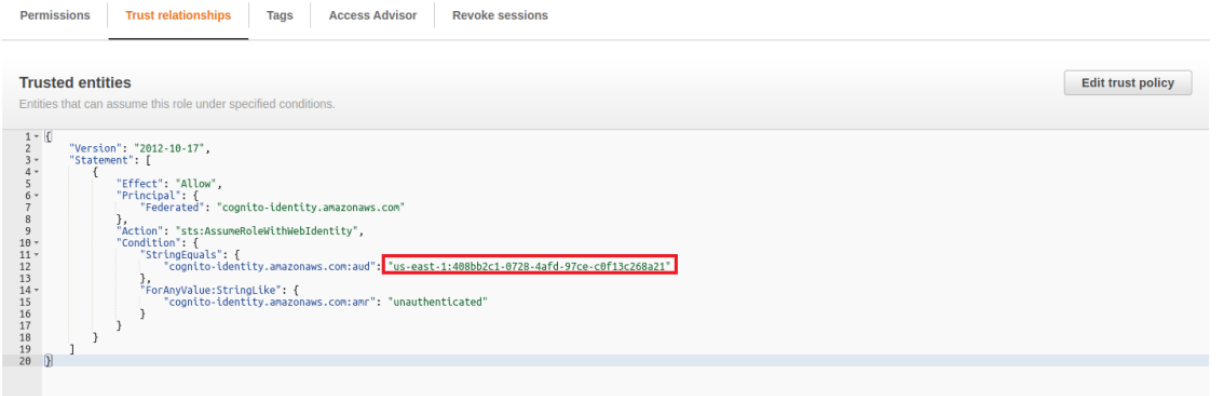 Permissions Trust relationships Tags Access Advisor Revoke sessions
Trusted entities
Edit trust policy
Entities that can assume this role under specified conditions.
1 {
2 "Version": "2012-10-17",
3 "Statement": [
4 {
5 "Effect": "Allow",
6 "Principal": {
7 "Federated": "cognito-identity.amazonaws.com"
8 },
9 "Action": "sts:AssumeRoleWithWebIdentity",
10 "Condition": {
11 "StringEquals": {
12 "cognito-identity.amazonaws.com:aud": "us-east-1:408bb2c1-0728-4afd-97ce-c0f13c268a21"
13 },
14 "ForAnyValue:StringLike": {
15 "cognito-identity.amazonaws.com:amr": "unauthenticated"
16 }
17 }
18 }
19 ]
20 }